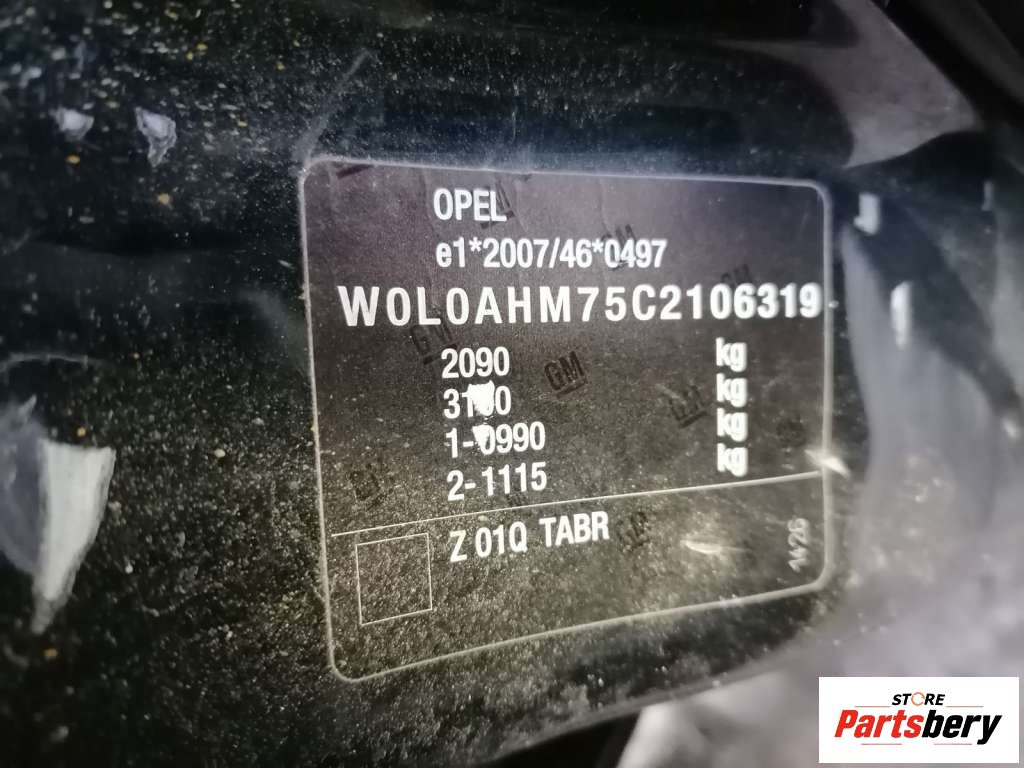 OPEL
e1*2007/46*0497
W0L0AHM75C2106319
2090 kg
kg
1-0990 kg
2-1115 kg
Z 01Q TABR
GM
STORE
Partsbery